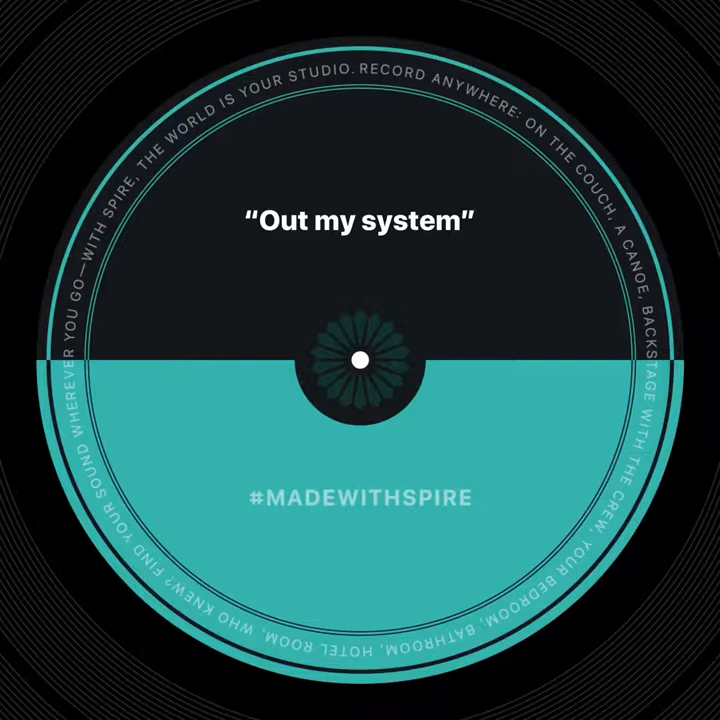 RECORD ANYWHERE: ON THE COUCH, A CANOE, BACKSTAGE WITH THE CREW, YOUR BEDROOM, BATHROOM, HOTEL ROOM, WHO KNEW? FIND YOUR SOUND WHEREVER YOU GO—WITH SPIRE, THE WORLD IS YOUR STUDIO.
“Out my system”
#MADEWITHSPIRE